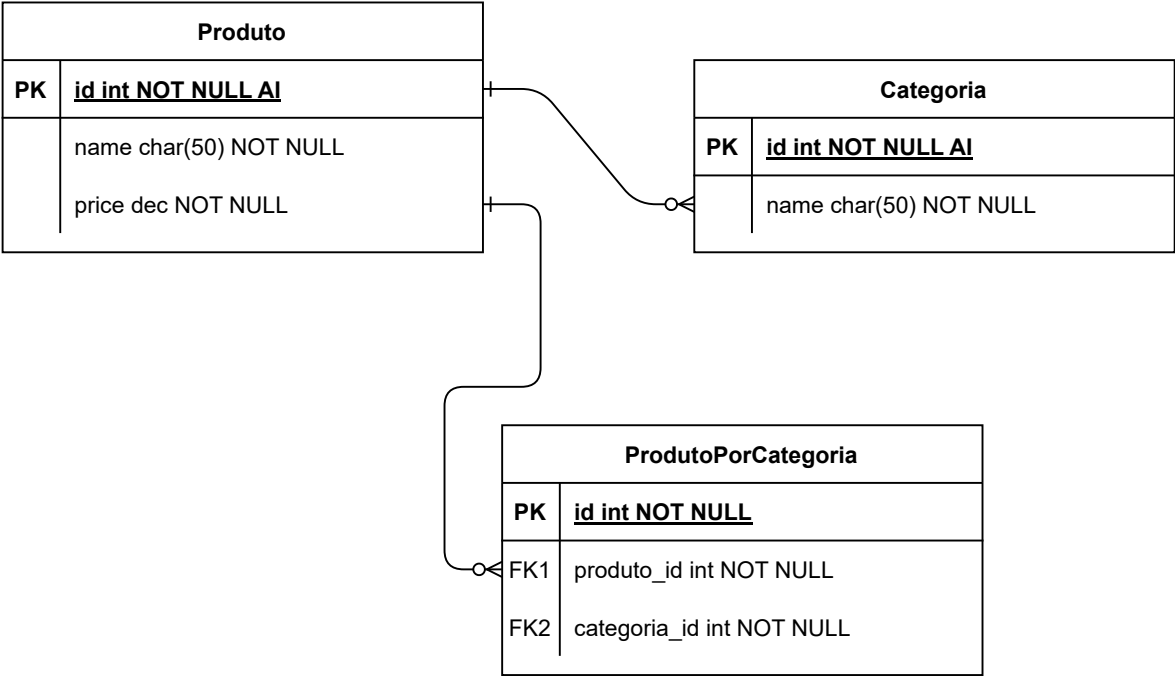 Produto
PK id int NOT NULL AI
name char(50) NOT NULL
price dec NOT NULL
Categoria
PK id int NOT NULL AI
name char(50) NOT NULL
ProdutoPorCategoria
PK id int NOT NULL
FK1 produto_id int NOT NULL
FK2 categoria_id int NOT NULL